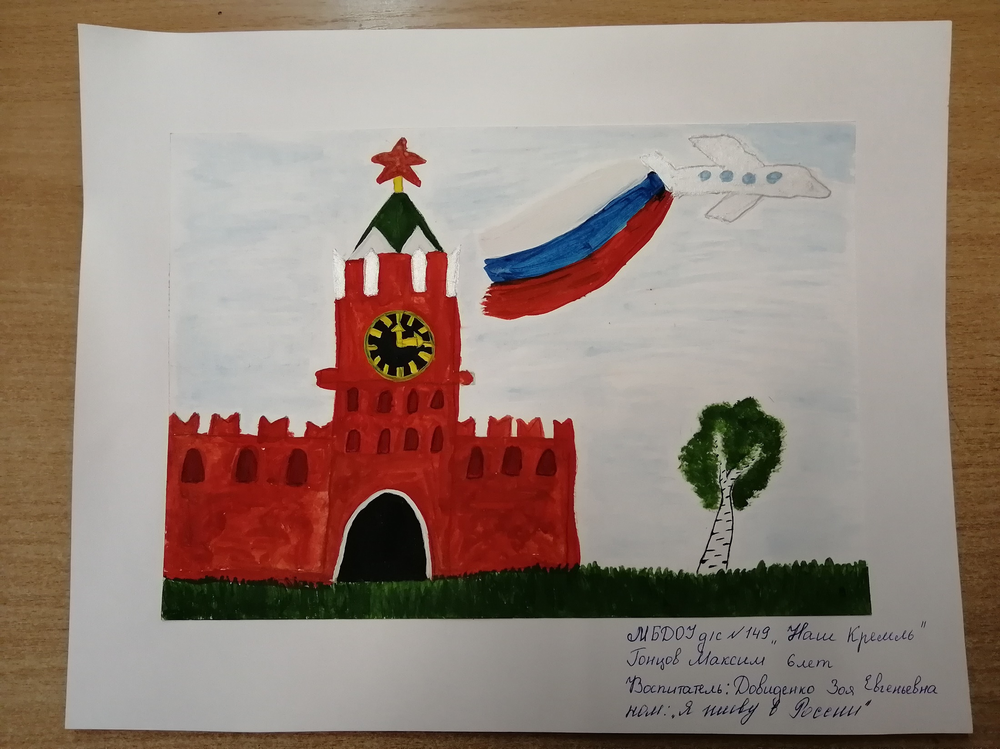 МБДОУ д/с №149 „Наш Кремль"
Гонцов Максим 6 лет
Воспитатель: Довиденко Зоя Евгеньевна
ном: „Я живу в России"